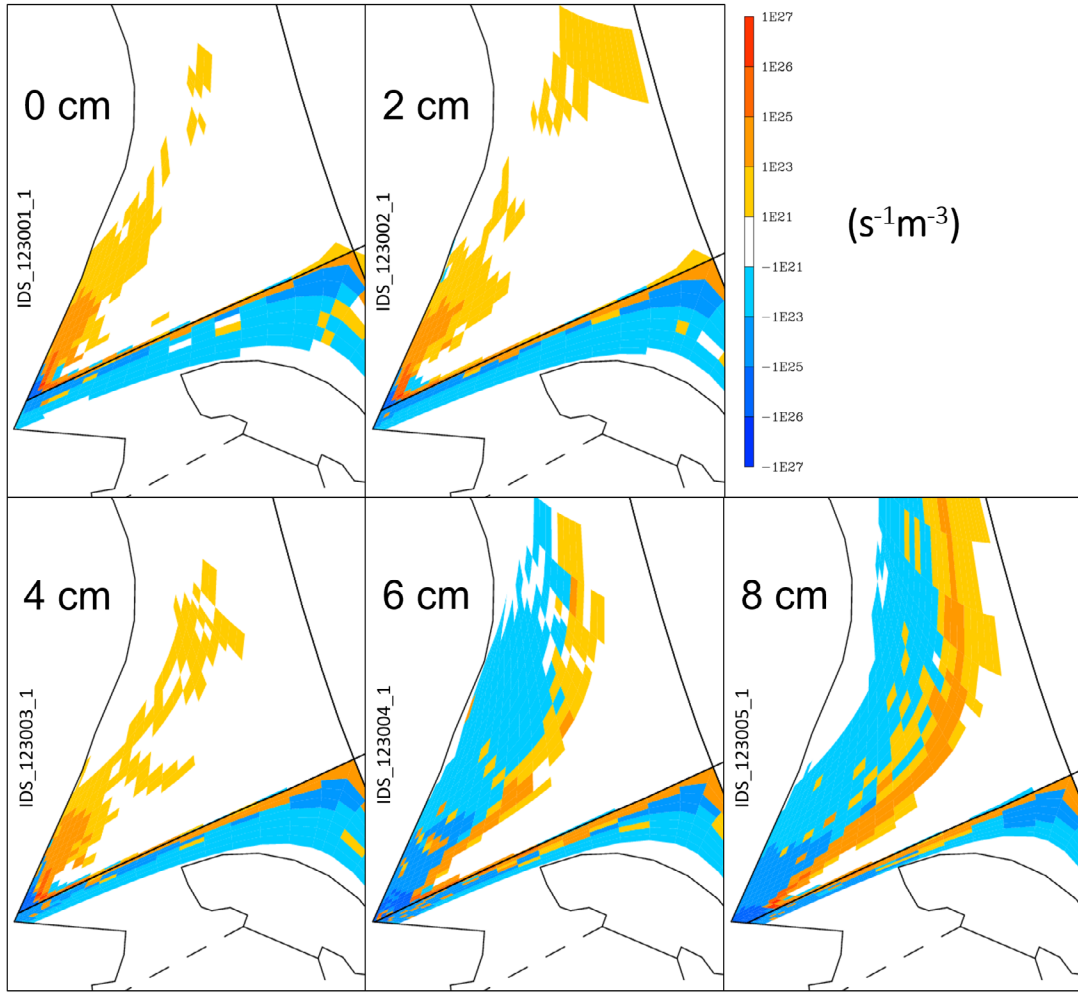 0 cm
IDS_123001_1
2 cm
IDS_123002_1
1E27
1E26
1E25
1E23
1E21
−1E21
−1E23
−1E25
−1E26
−1E27
(s⁻¹m⁻³)
4 cm
IDS_123003_1
6 cm
IDS_123004_1
8 cm
IDS_123005_1